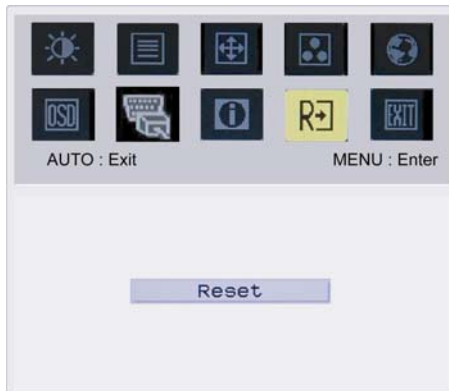 OSD
i
R
EXIT
AUTO : Exit
MENU : Enter
Reset